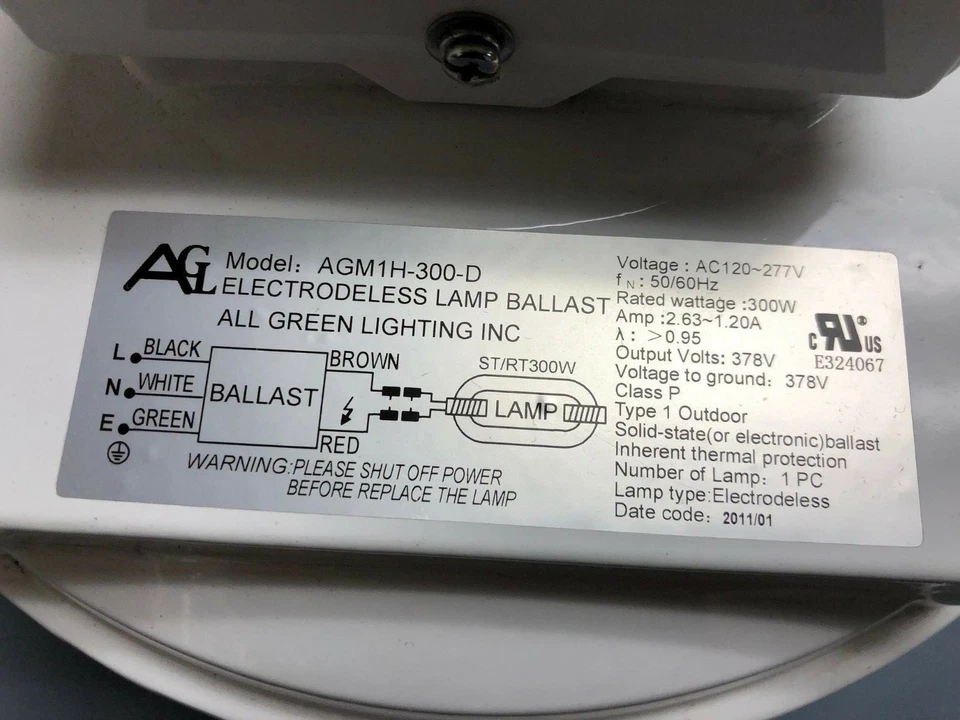 AGL
Model: AGM1H-300-D
ELECTRODELESS LAMP BALLAST
ALL GREEN LIGHTING INC
L BLACK
N WHITE
E GREEN
BALLAST
BROWN
RED
ST/RT300W
LAMP
WARNING:PLEASE SHUT OFF POWER
BEFORE REPLACE THE LAMP
Voltage : AC120~277V
fN : 50/60Hz
Rated wattage :300W
Amp :2.63~1.20A
λ: >0.95
Output Volts: 378V
Voltage to ground: 378V
Class P
Type 1 Outdoor
Solid-state(or electronic)ballast
Inherent thermal protection
Number of Lamp: 1 PC
Lamp type:Electrodeless
Date code: 2011/01
c RU ® US
E324067